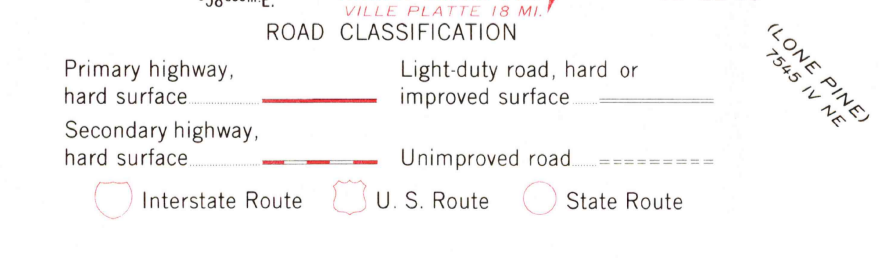 VILLE PLATTE 18 MI.
ROAD CLASSIFICATION
Primary highway,
hard surface
Light-duty road, hard or
improved surface
Secondary highway,
hard surface
Unimproved road
Interstate Route
U. S. Route
State Route
(LONE PINE)
7545 IV NE